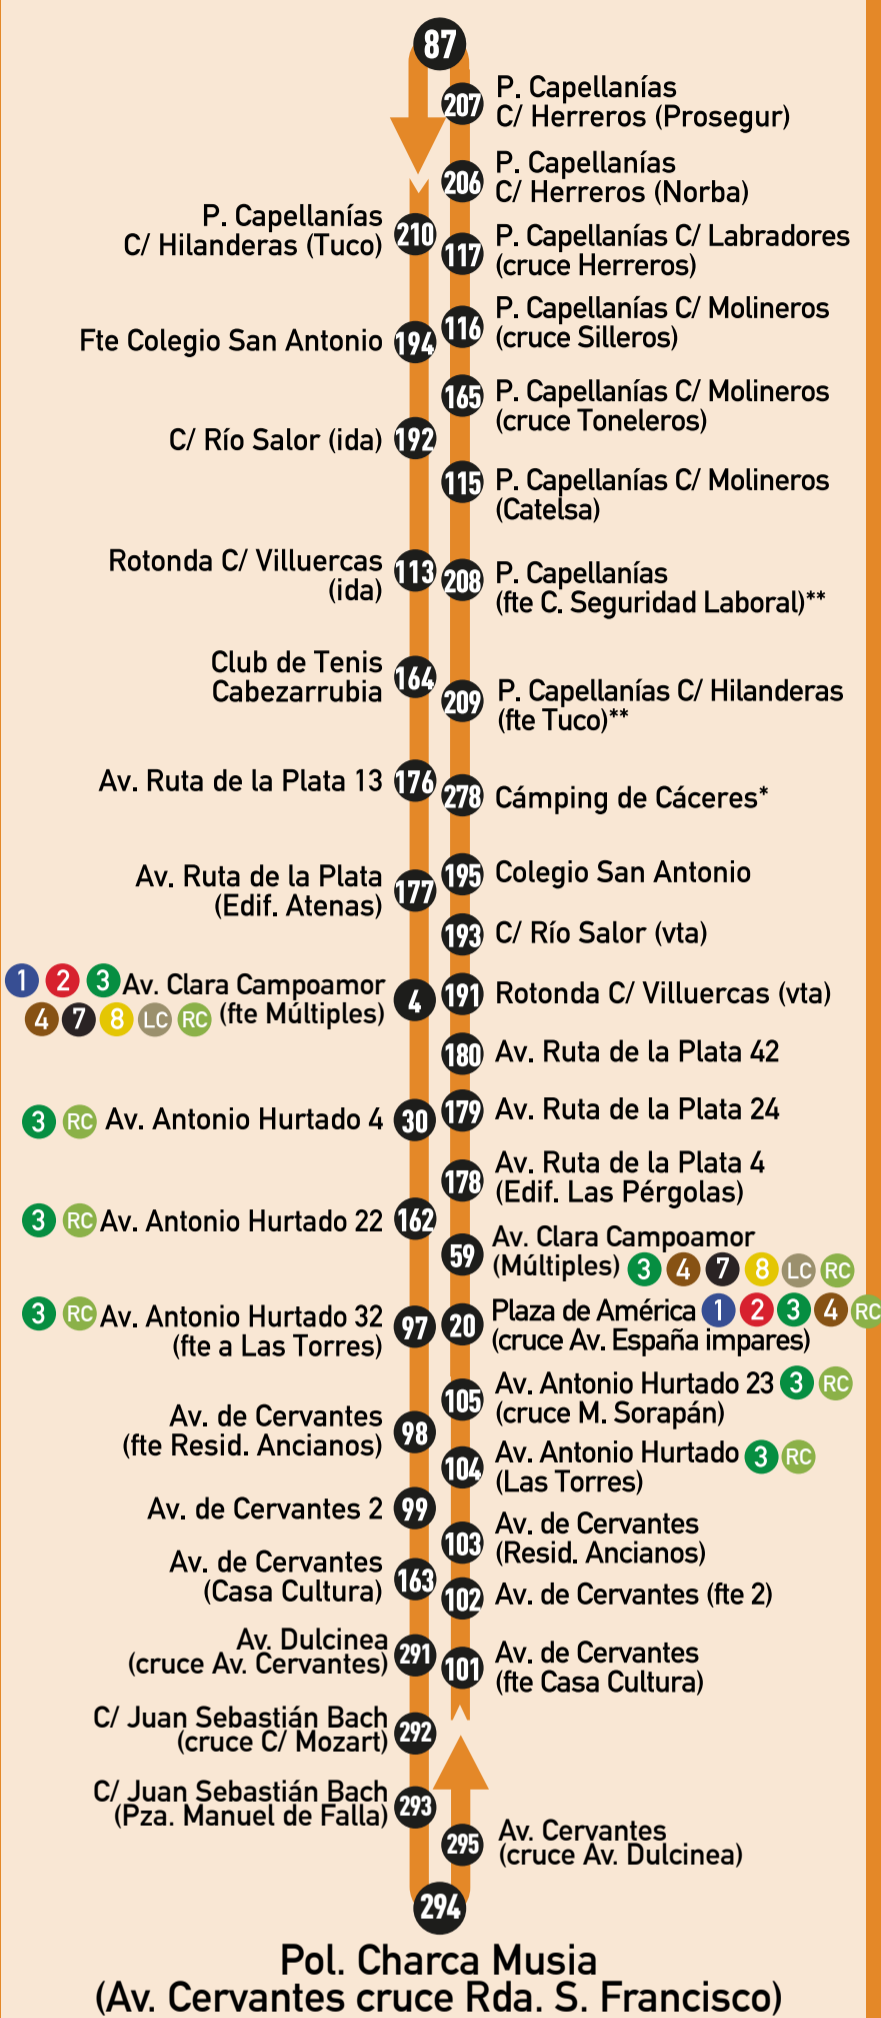 87
207 P. Capellanías
C/ Herreros (Prosegur)
206 P. Capellanías
C/ Herreros (Norba)
P. Capellanías
C/ Hilanderas (Tuco) 210
117 P. Capellanías C/ Labradores
(cruce Herreros)
116 P. Capellanías C/ Molineros
(cruce Silleros)
Fte Colegio San Antonio 194
165 P. Capellanías C/ Molineros
(cruce Toneleros)
C/ Río Salor (ida) 192
115 P. Capellanías C/ Molineros
(Catelsa)
Rotonda C/ Villuercas
(ida) 113
208 P. Capellanías
(fte C. Seguridad Laboral)**
Club de Tenis
Cabezarrubia 164
209 P. Capellanías C/ Hilanderas
(fte Tuco)**
Av. Ruta de la Plata 13 176
278 Cámping de Cáceres*
Av. Ruta de la Plata
(Edif. Atenas) 177
195 Colegio San Antonio
193 C/ Río Salor (vta)
1 2 3 Av. Clara Campoamor
4 7 8 LC RC (fte Múltiples) 4
191 Rotonda C/ Villuercas (vta)
180 Av. Ruta de la Plata 42
3 RC Av. Antonio Hurtado 4 30
179 Av. Ruta de la Plata 24
178 Av. Ruta de la Plata 4
(Edif. Las Pérgolas)
3 RC Av. Antonio Hurtado 22 162
59 Av. Clara Campoamor
(Múltiples) 3 4 7 8 LC RC
3 RC Av. Antonio Hurtado 32
(fte a Las Torres) 97
20 Plaza de América 1 2 3 4 RC
(cruce Av. España impares)
105 Av. Antonio Hurtado 23 3 RC
(cruce M. Sorapán)
Av. de Cervantes
(fte Resid. Ancianos) 98
104 Av. Antonio Hurtado 3 RC
(Las Torres)
Av. de Cervantes 2 99
103 Av. de Cervantes
(Resid. Ancianos)
Av. de Cervantes
(Casa Cultura) 163
102 Av. de Cervantes (fte 2)
Av. Dulcinea
(cruce Av. Cervantes) 291
101 Av. de Cervantes
(fte Casa Cultura)
C/ Juan Sebastián Bach
(cruce C/ Mozart) 292
C/ Juan Sebastián Bach
(Pza. Manuel de Falla) 293
295 Av. Cervantes
(cruce Av. Dulcinea)
294
Pol. Charca Musia
(Av. Cervantes cruce Rda. S. Francisco)